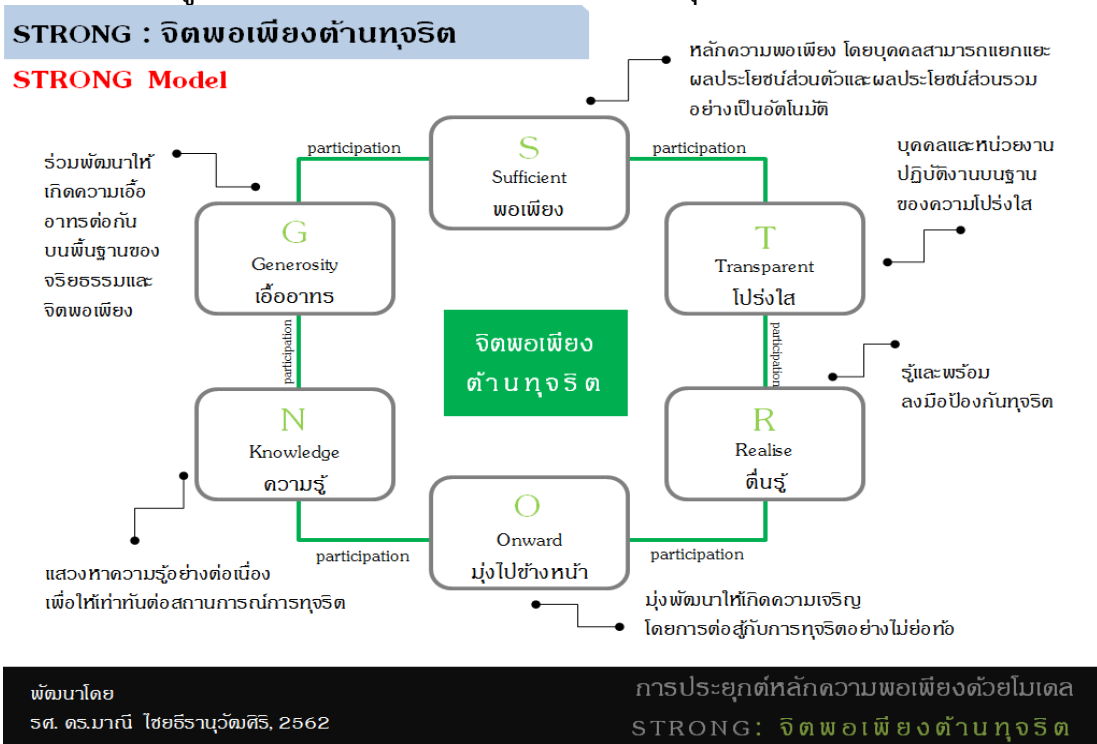 STRONG : จิตพอเพียงต้านทุจริต
STRONG Model
หลักความพอเพียง โดยบุคคลสามารถแยกแยะ
ผลประโยชน์ส่วนตัวและผลประโยชน์ส่วนรวม
อย่างเป็นอัตโนมัติ
participation
S
Sufficient
พอเพียง
participation
บุคคลและหน่วยงาน
ปฏิบัติงานบนฐาน
ของความโปร่งใส
ร่วมพัฒนาให้
เกิดความเอื้อ
อาทรต่อกัน
บนพื้นฐานของ
จริยธรรมและ
จิตพอเพียง
G
Generosity
เอื้ออาทร
T
Transparent
โปร่งใส
participation
จิตพอเพียง
ต้านทุจริต
participation
รู้และพร้อม
ลงมือป้องกันทุจริต
N
Knowledge
ความรู้
R
Realise
ตื่นรู้
O
Onward
มุ่งไปข้างหน้า
participation
participation
แสวงหาความรู้อย่างต่อเนื่อง
เพื่อให้เท่าทันต่อสถานการณ์การทุจริต
มุ่งพัฒนาให้เกิดความเจริญ
โดยการต่อสู้กับการทุจริตอย่างไม่ย่อท้อ
พัฒนาโดย
รศ. ดร.มาณี ไชยธีรานุวัฒศิริ, 2562
การประยุกต์หลักความพอเพียงด้วยโมเดล
STRONG: จิตพอเพียงต้านทุจริต